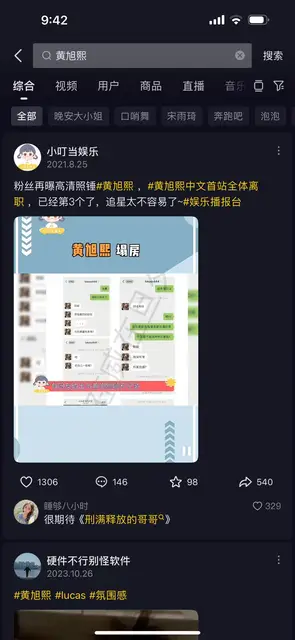 9:42
黄旭熙
搜索
综合 视频 用户 商品 直播 音乐
全部 晚安大小姐 口哨舞 宋雨琦 奔跑吧 泡泡
小叮当娱乐
2021.8.25
粉丝再曝高清照锤#黄旭熙 ，#黄旭熙中文首站全体离
职 ，已经第3个了，追星太不容易了~#娱乐播报台
黄旭熙 塌房
1306 146 98 540
睡够八小时 329
很期待《刑满释放的哥哥》
硬件不行别怪软件
2023.10.26
#黄旭熙 #lucas #氛围感